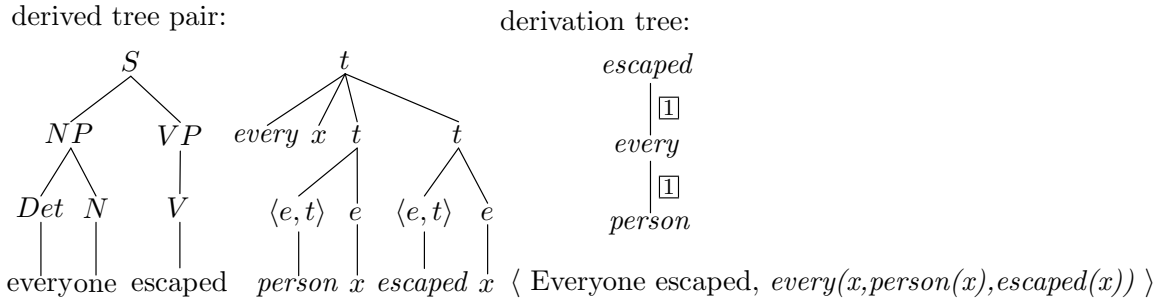 derived tree pair:
derivation tree:
S t escaped
1
NP VP every x t t every
1
Det N V ⟨e, t⟩ e ⟨e, t⟩ e person
everyone escaped person x escaped x ⟨ Everyone escaped, every(x,person(x),escaped(x)) ⟩